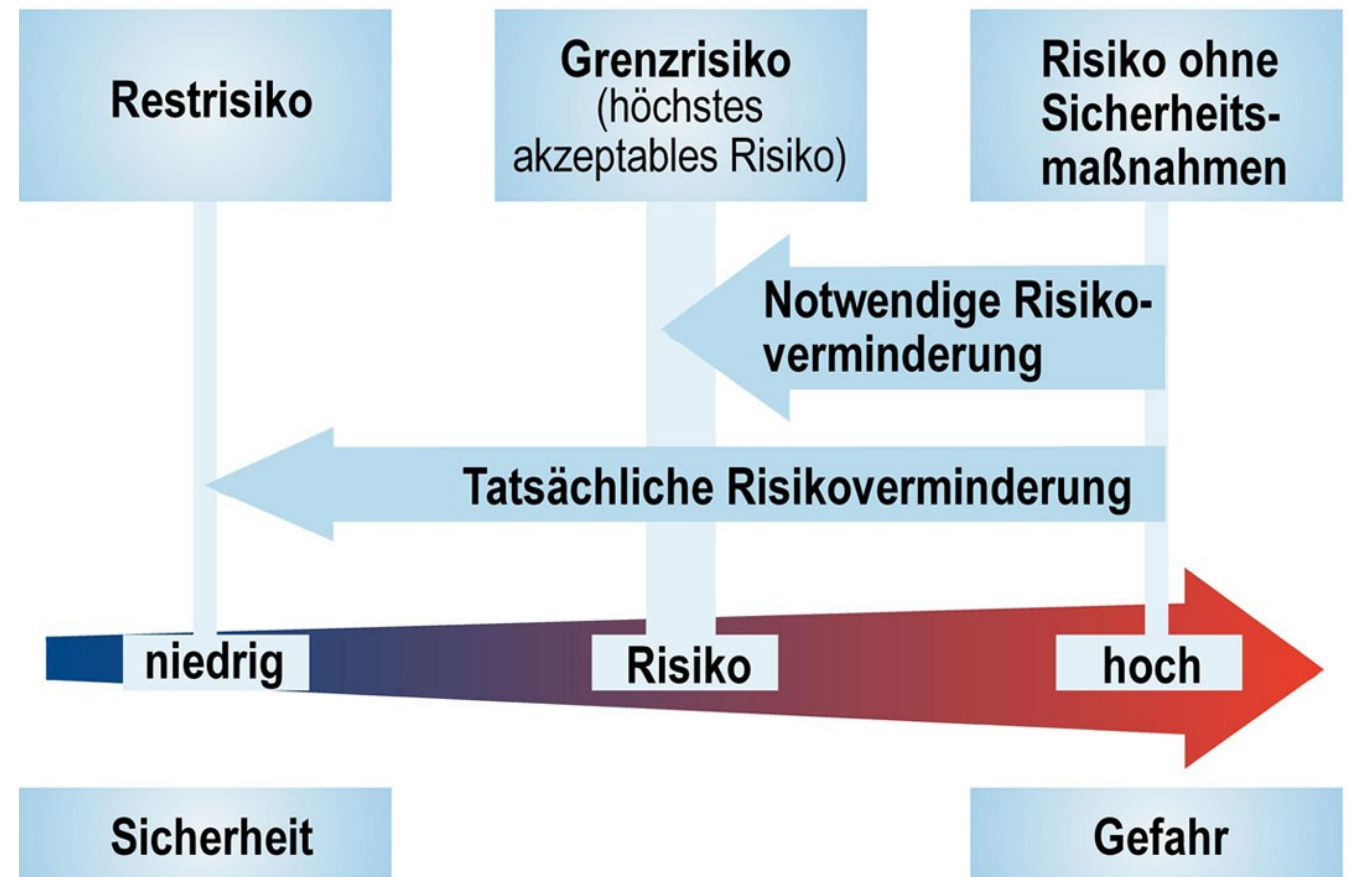 Restrisiko
Grenzrisiko
(höchstes
akzeptables Risiko)
Risiko ohne
Sicherheits-
maßnahmen
Notwendige Risiko-
verminderung
Tatsächliche Risikoverminderung
niedrig
Risiko
hoch
Sicherheit
Gefahr